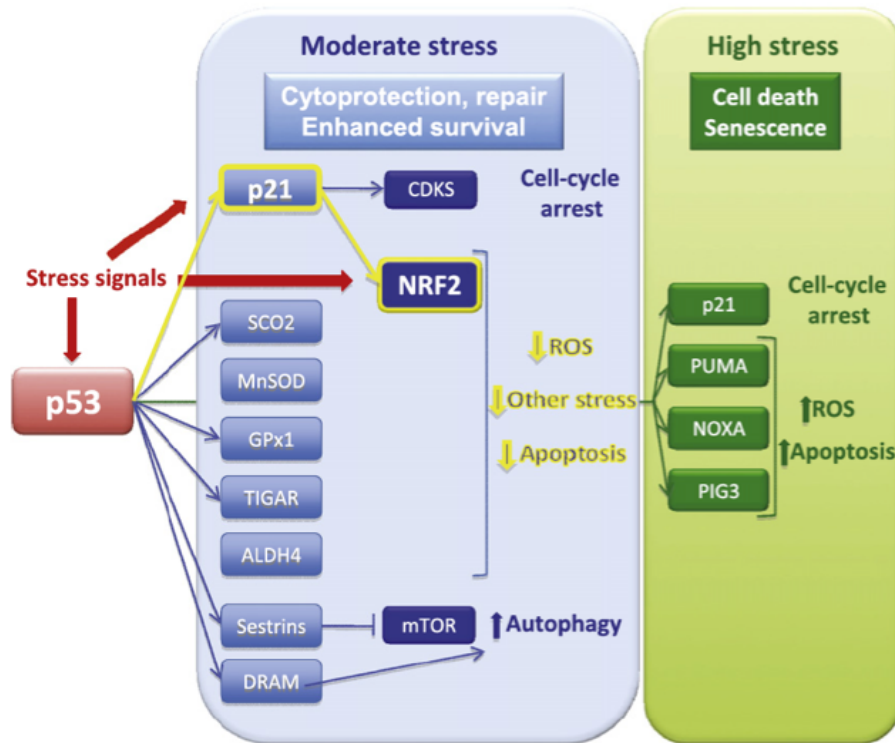 Moderate stress
Cytoprotection, repair
Enhanced survival
High stress
Cell death
Senescence
p21
CDKS
Cell-cycle
arrest
Stress signals
NRF2
SCO2
MnSOD
p53
GPx1
TIGAR
ALDH4
Sestrins
mTOR
DRAM
ROS
Other stress
Apoptosis
Autophagy
p21
Cell-cycle
arrest
PUMA
NOXA
PIG3
ROS
Apoptosis